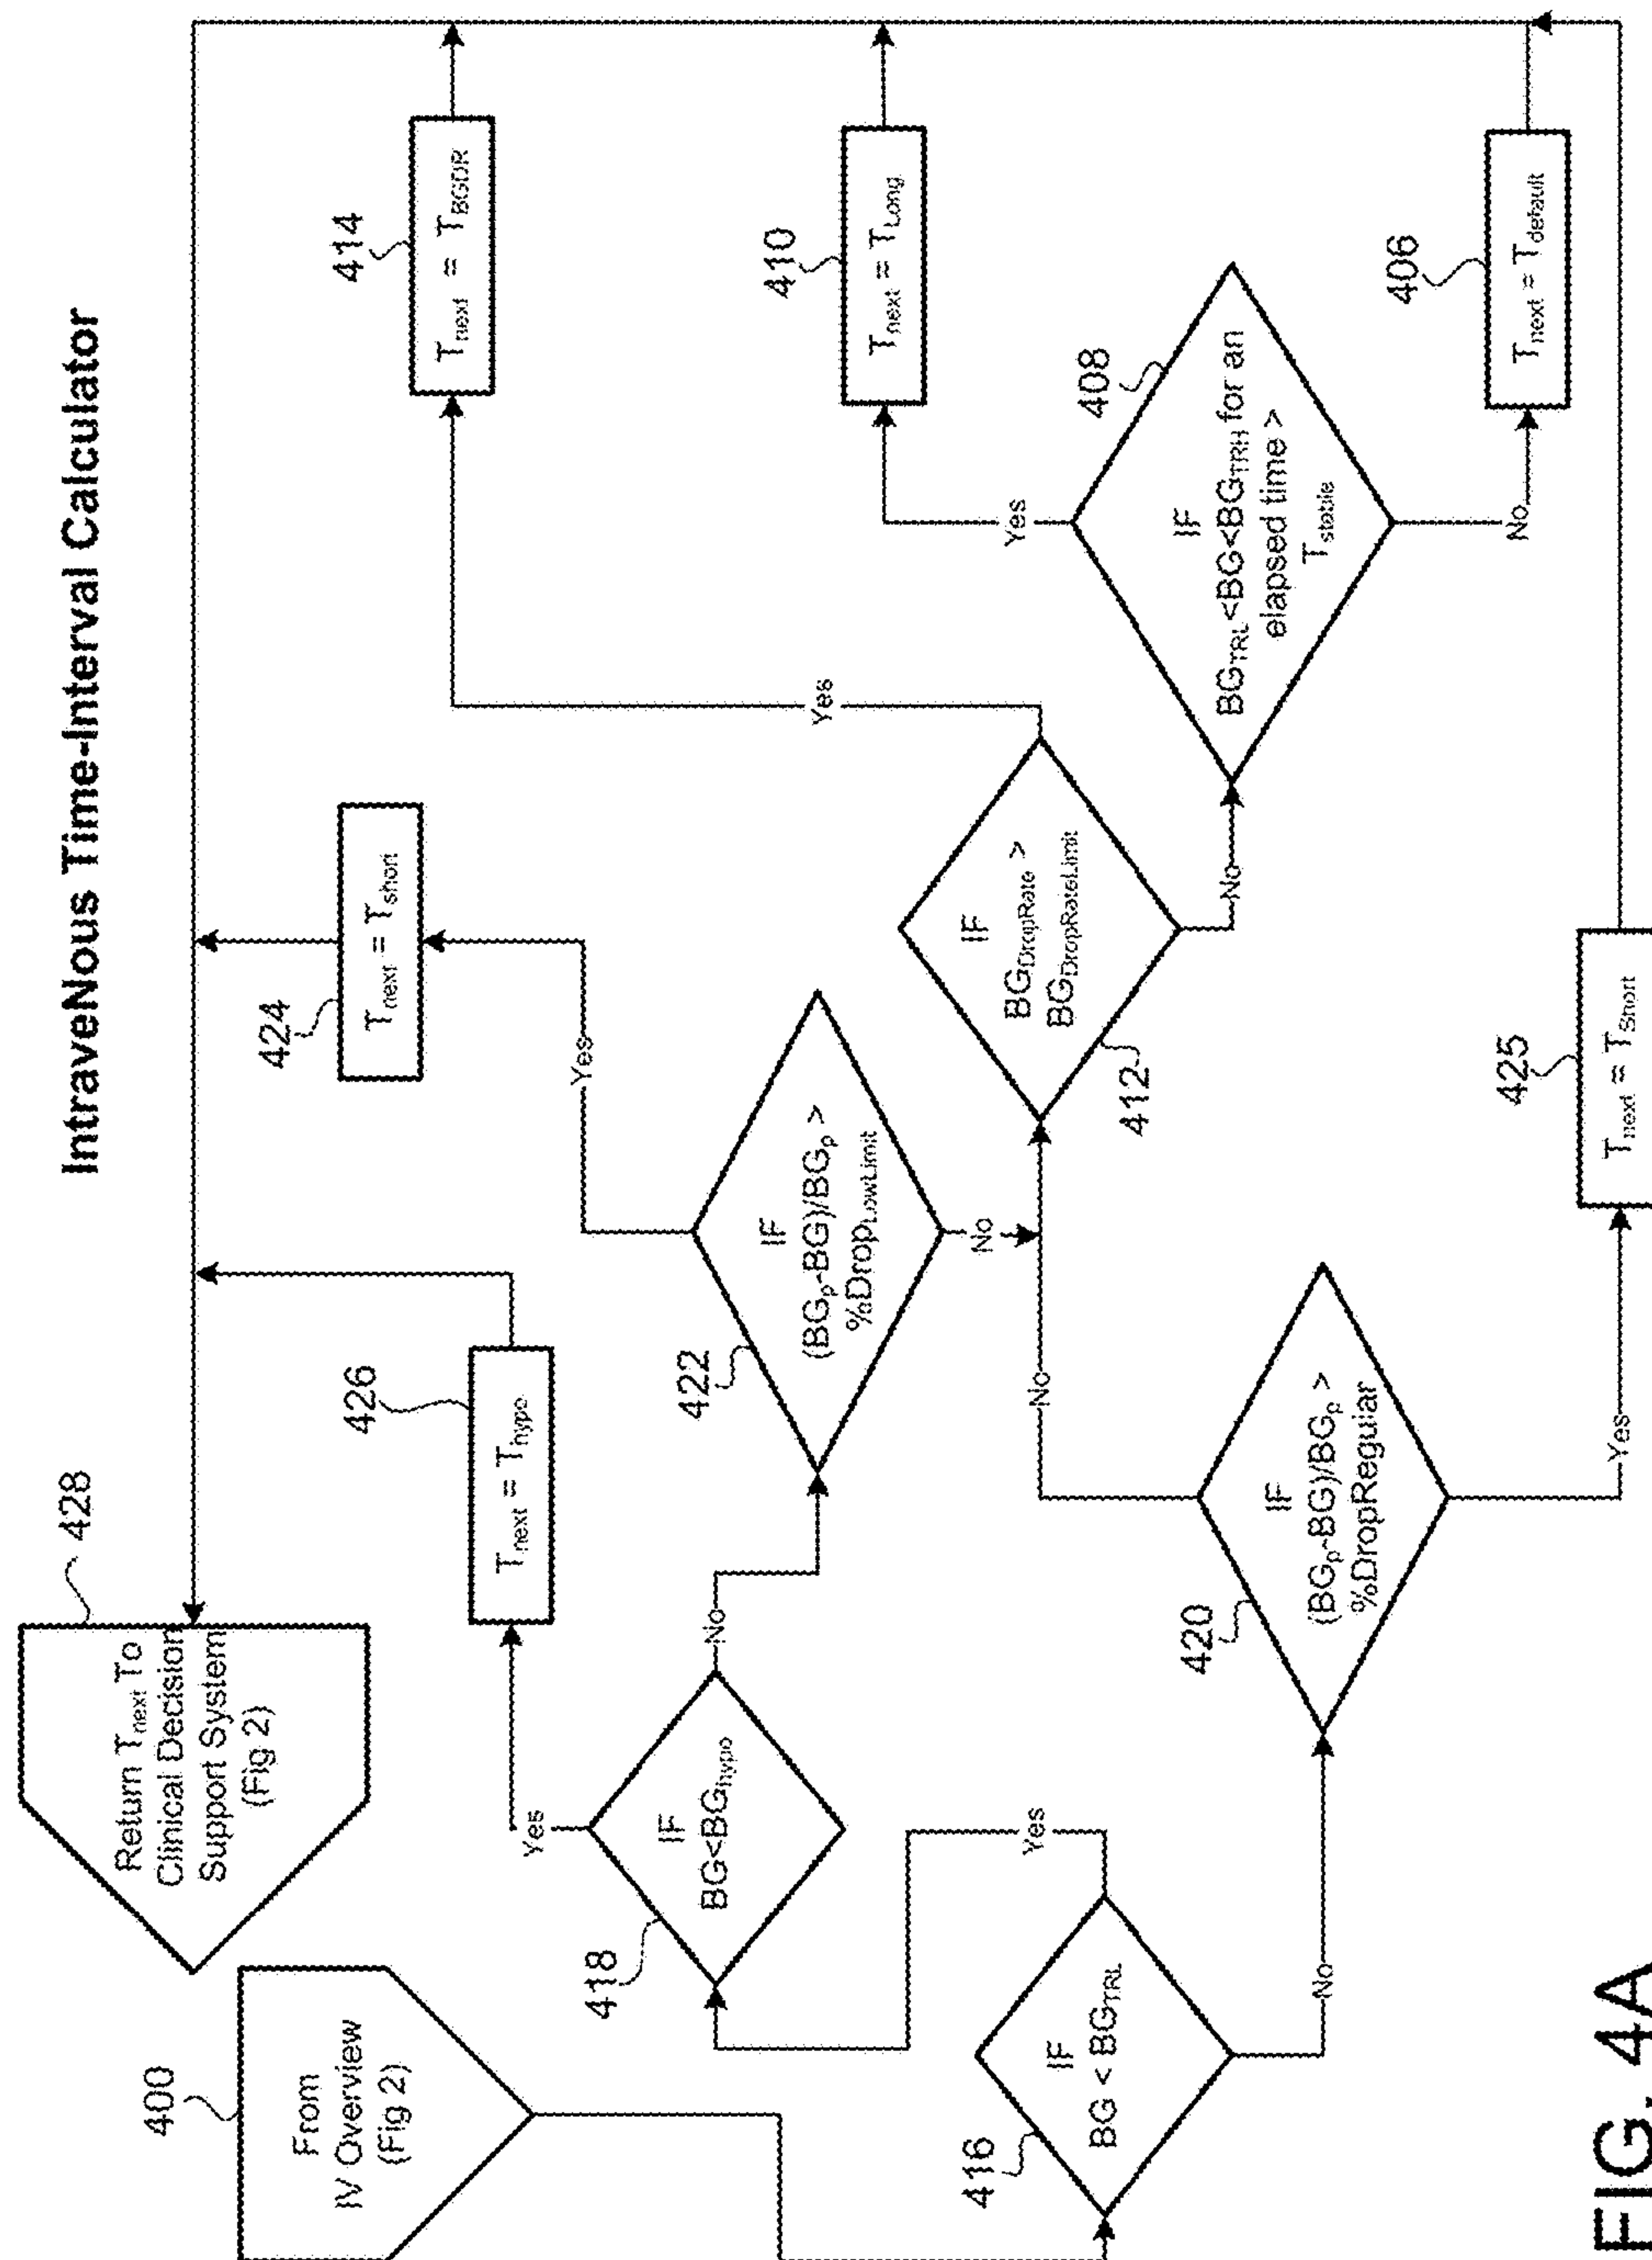 IntraveNous Time-Interval Calculator
400
From
IV Overview
(Fig 2)
428
Return Tnext To
Clinical Decision
Support System
(Fig 2)
416
IF
BG < BGTRL
Yes
No
418
IF
BG<BGhypo
Yes
No
426
Tnext = Thypo
422
IF
(BGp-BG)/BGp >
%DropLowLimit
Yes
No
424
Tnext = Tshort
420
IF
(BGp-BG)/BGp >
%DropRegular
No
Yes
425
Tnext = TShort
412
IF
BGDropRate >
BGDropRateLimit
Yes
No
414
Tnext = TBGDR
408
IF
BGTRL<BG<BGTRH for an
elapsed time >
Tstable
Yes
No
410
Tnext = TLong
406
Tnext = Tdefault
FIG. 4A